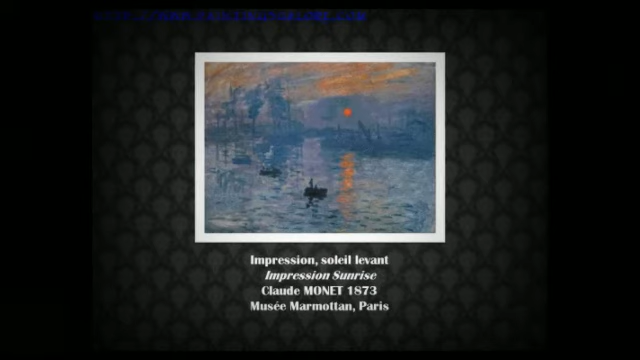 Impression, soleil levant
Impression Sunrise
Claude MONET 1873
Musée Marmottan, Paris